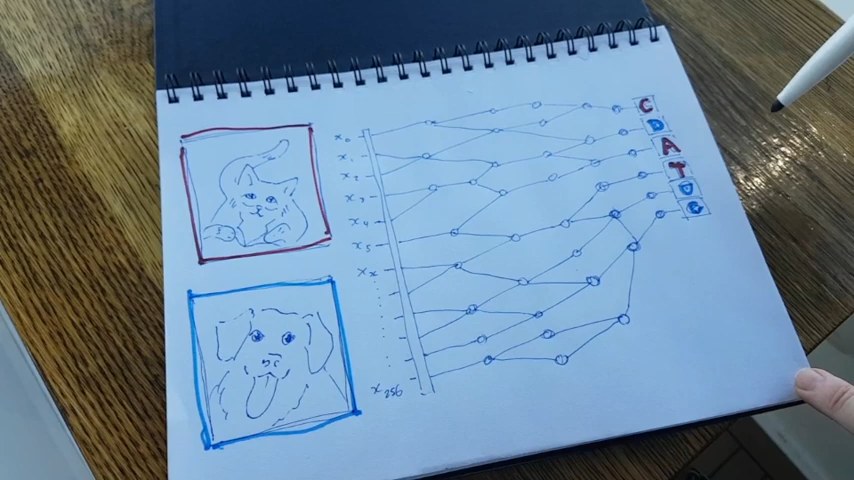 x₀
x₁
x₂
x₃
x₄
x₅
xₓ
x₂₅₆
C
D
A
T
O
G